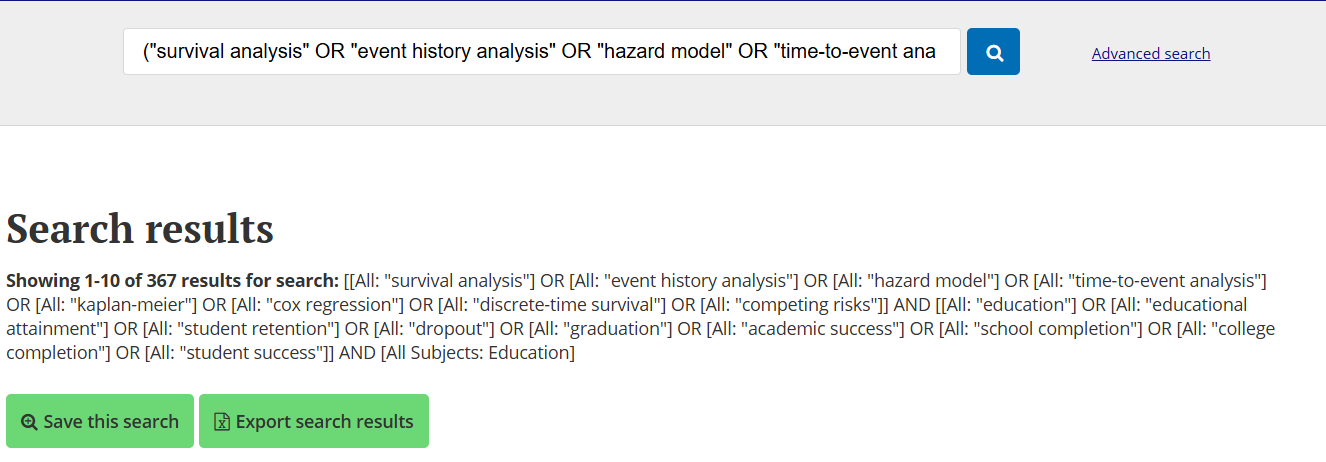 ("survival analysis" OR "event history analysis" OR "hazard model" OR "time-to-event ana
Advanced search
Search results
Showing 1-10 of 367 results for search: [[All: "survival analysis"] OR [All: "event history analysis"] OR [All: "hazard model"] OR [All: "time-to-event analysis"]
OR [All: "kaplan-meier"] OR [All: "cox regression"] OR [All: "discrete-time survival"] OR [All: "competing risks"]] AND [[All: "education"] OR [All: "educational
attainment"] OR [All: "student retention"] OR [All: "dropout"] OR [All: "graduation"] OR [All: "academic success"] OR [All: "school completion"] OR [All: "college
completion"] OR [All: "student success"]] AND [All Subjects: Education]
Save this search
Export search results